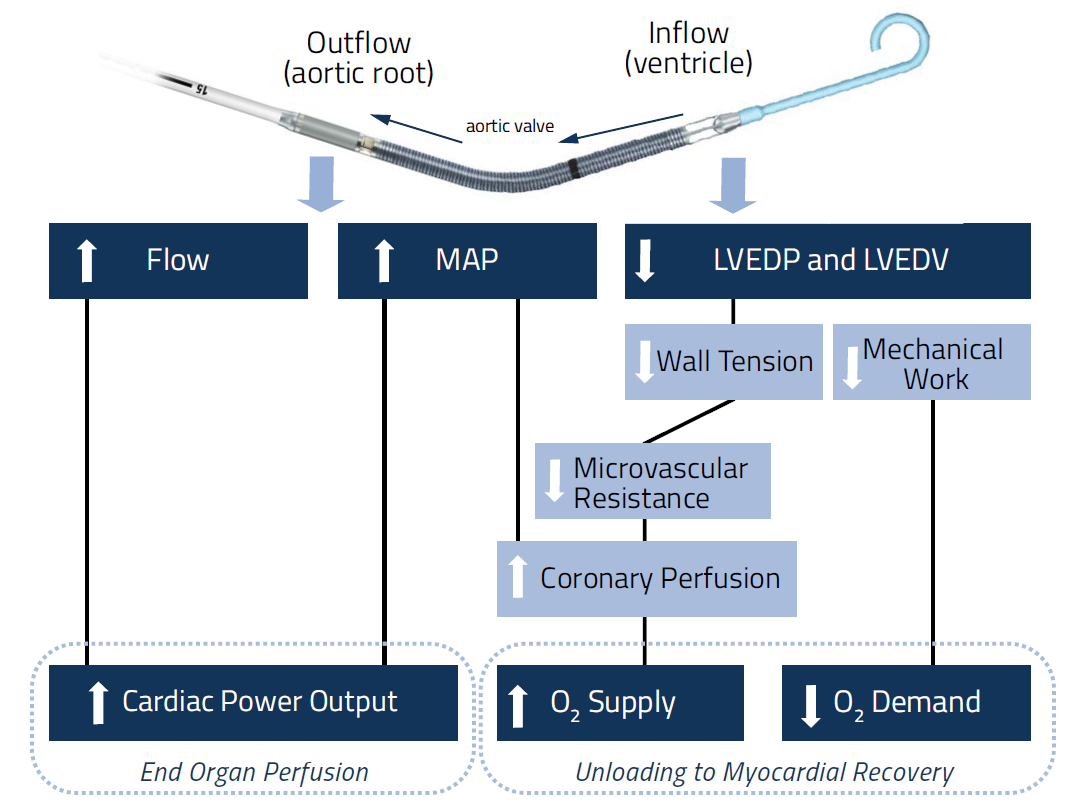 Outflow
(aortic root)
Inflow
(ventricle)
15
aortic valve
Flow
MAP
LVEDP and LVEDV
Wall Tension
Mechanical
Work
Microvascular
Resistance
Coronary Perfusion
Cardiac Power Output
O₂ Supply
O₂ Demand
End Organ Perfusion
Unloading to Myocardial Recovery